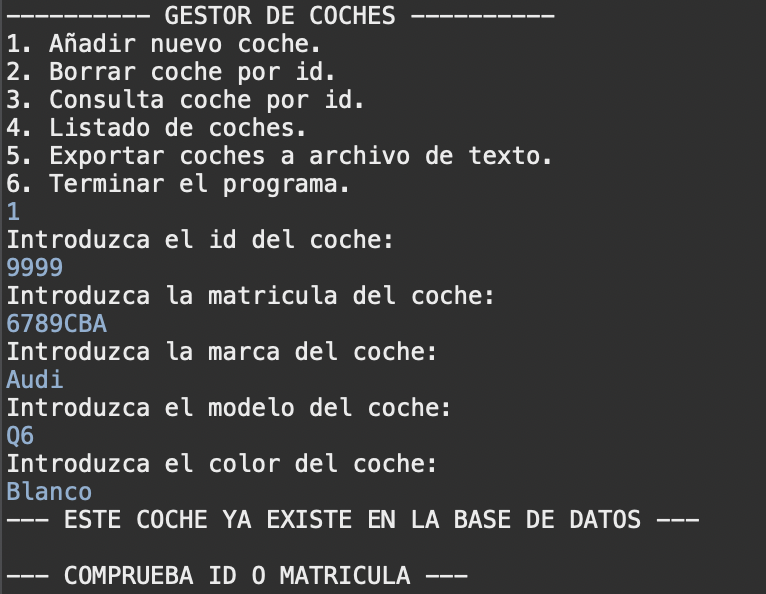 ---------- GESTOR DE COCHES ----------
1. Añadir nuevo coche.
2. Borrar coche por id.
3. Consulta coche por id.
4. Listado de coches.
5. Exportar coches a archivo de texto.
6. Terminar el programa.
1
Introduzca el id del coche:
9999
Introduzca la matricula del coche:
6789CBA
Introduzca la marca del coche:
Audi
Introduzca el modelo del coche:
Q6
Introduzca el color del coche:
Blanco
--- ESTE COCHE YA EXISTE EN LA BASE DE DATOS ---
--- COMPRUEBA ID O MATRICULA ---